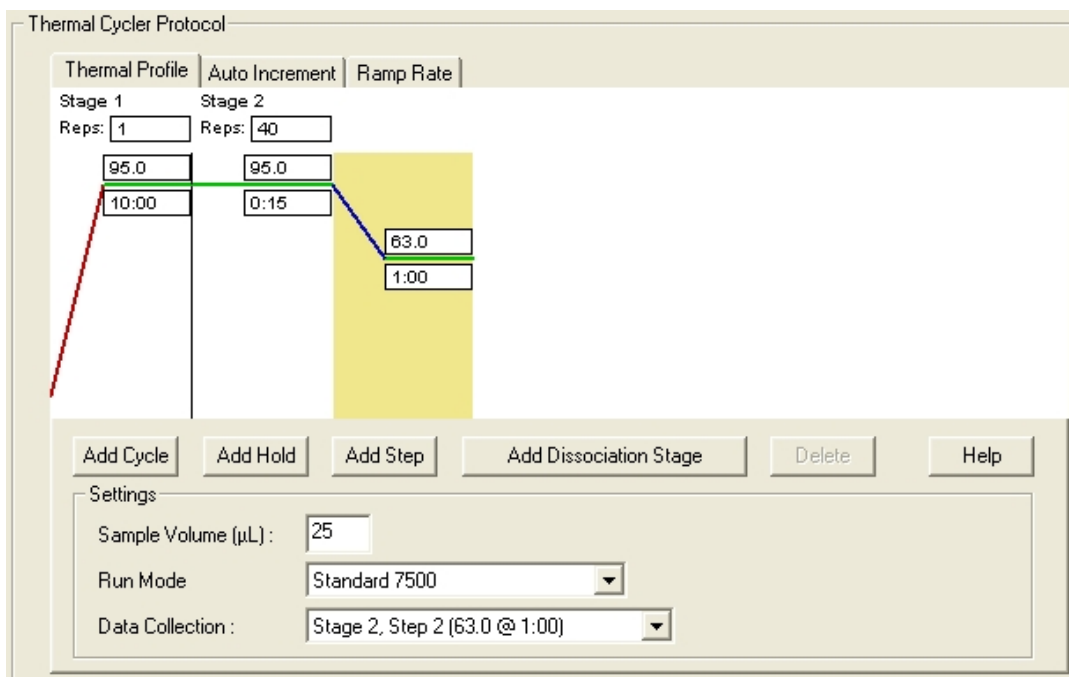 Thermal Cycler Protocol
Thermal Profile Auto Increment Ramp Rate
Stage 1 Stage 2
Reps: 1 Reps: 40
95.0 95.0
10:00 0:15
63.0
1:00
Add Cycle Add Hold Add Step Add Dissociation Stage Delete Help
Settings
Sample Volume (µL) : 25
Run Mode Standard 7500
Data Collection : Stage 2, Step 2 (63.0 @ 1:00)